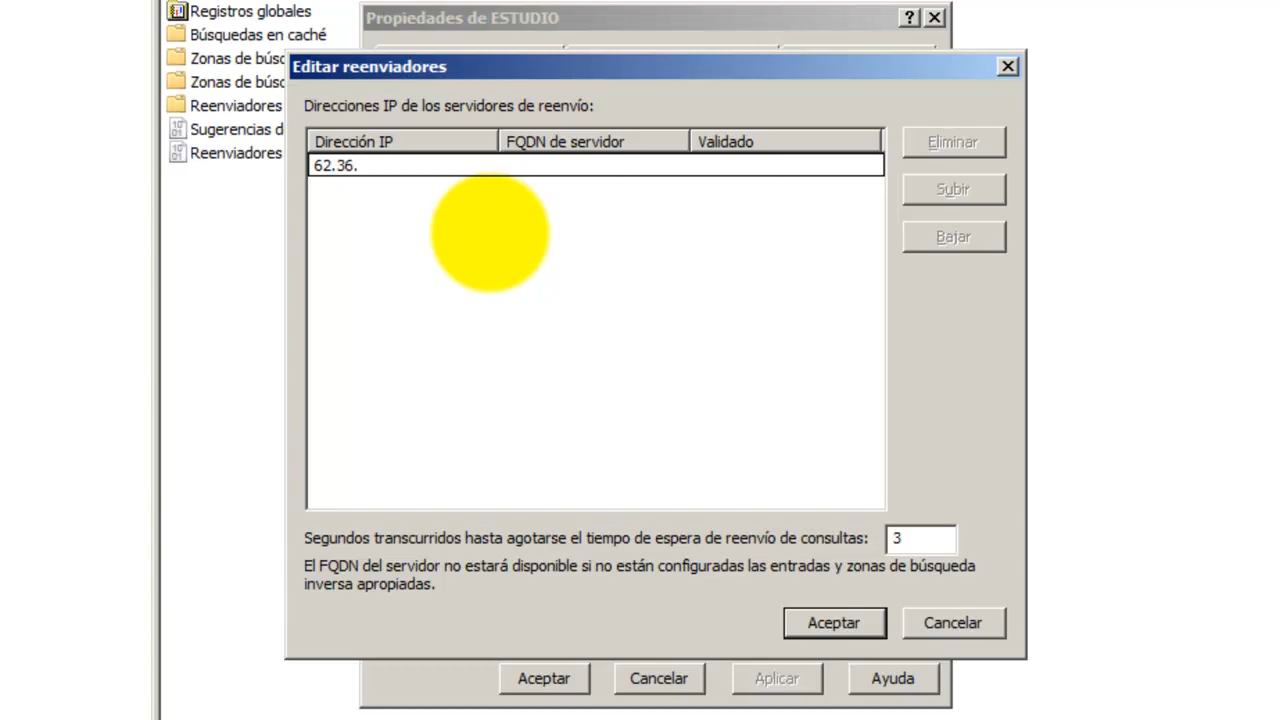 Registros globales
Búsquedas en caché
Zonas de búsc
Zonas de búsc
Reenviadores
Sugerencias d
Reenviadores
Propiedades de ESTUDIO
Editar reenviadores
Direcciones IP de los servidores de reenvío:
Dirección IP FQDN de servidor Validado
62.36.
Eliminar
Subir
Bajar
Segundos transcurridos hasta agotarse el tiempo de espera de reenvío de consultas: 3
El FQDN del servidor no estará disponible si no están configuradas las entradas y zonas de búsqueda
inversa apropiadas.
Aceptar Cancelar
Aceptar Cancelar Aplicar Ayuda